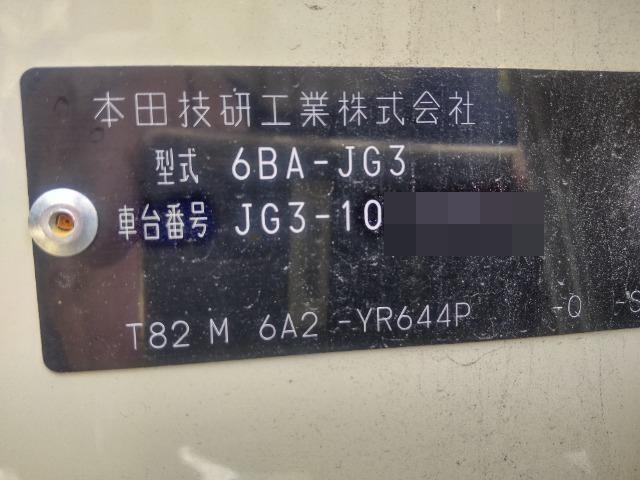 本田技研工業株式会社
型式 6BA-JG3
車台番号 JG3-10
T82 M 6A2 -YR644P -Q -S